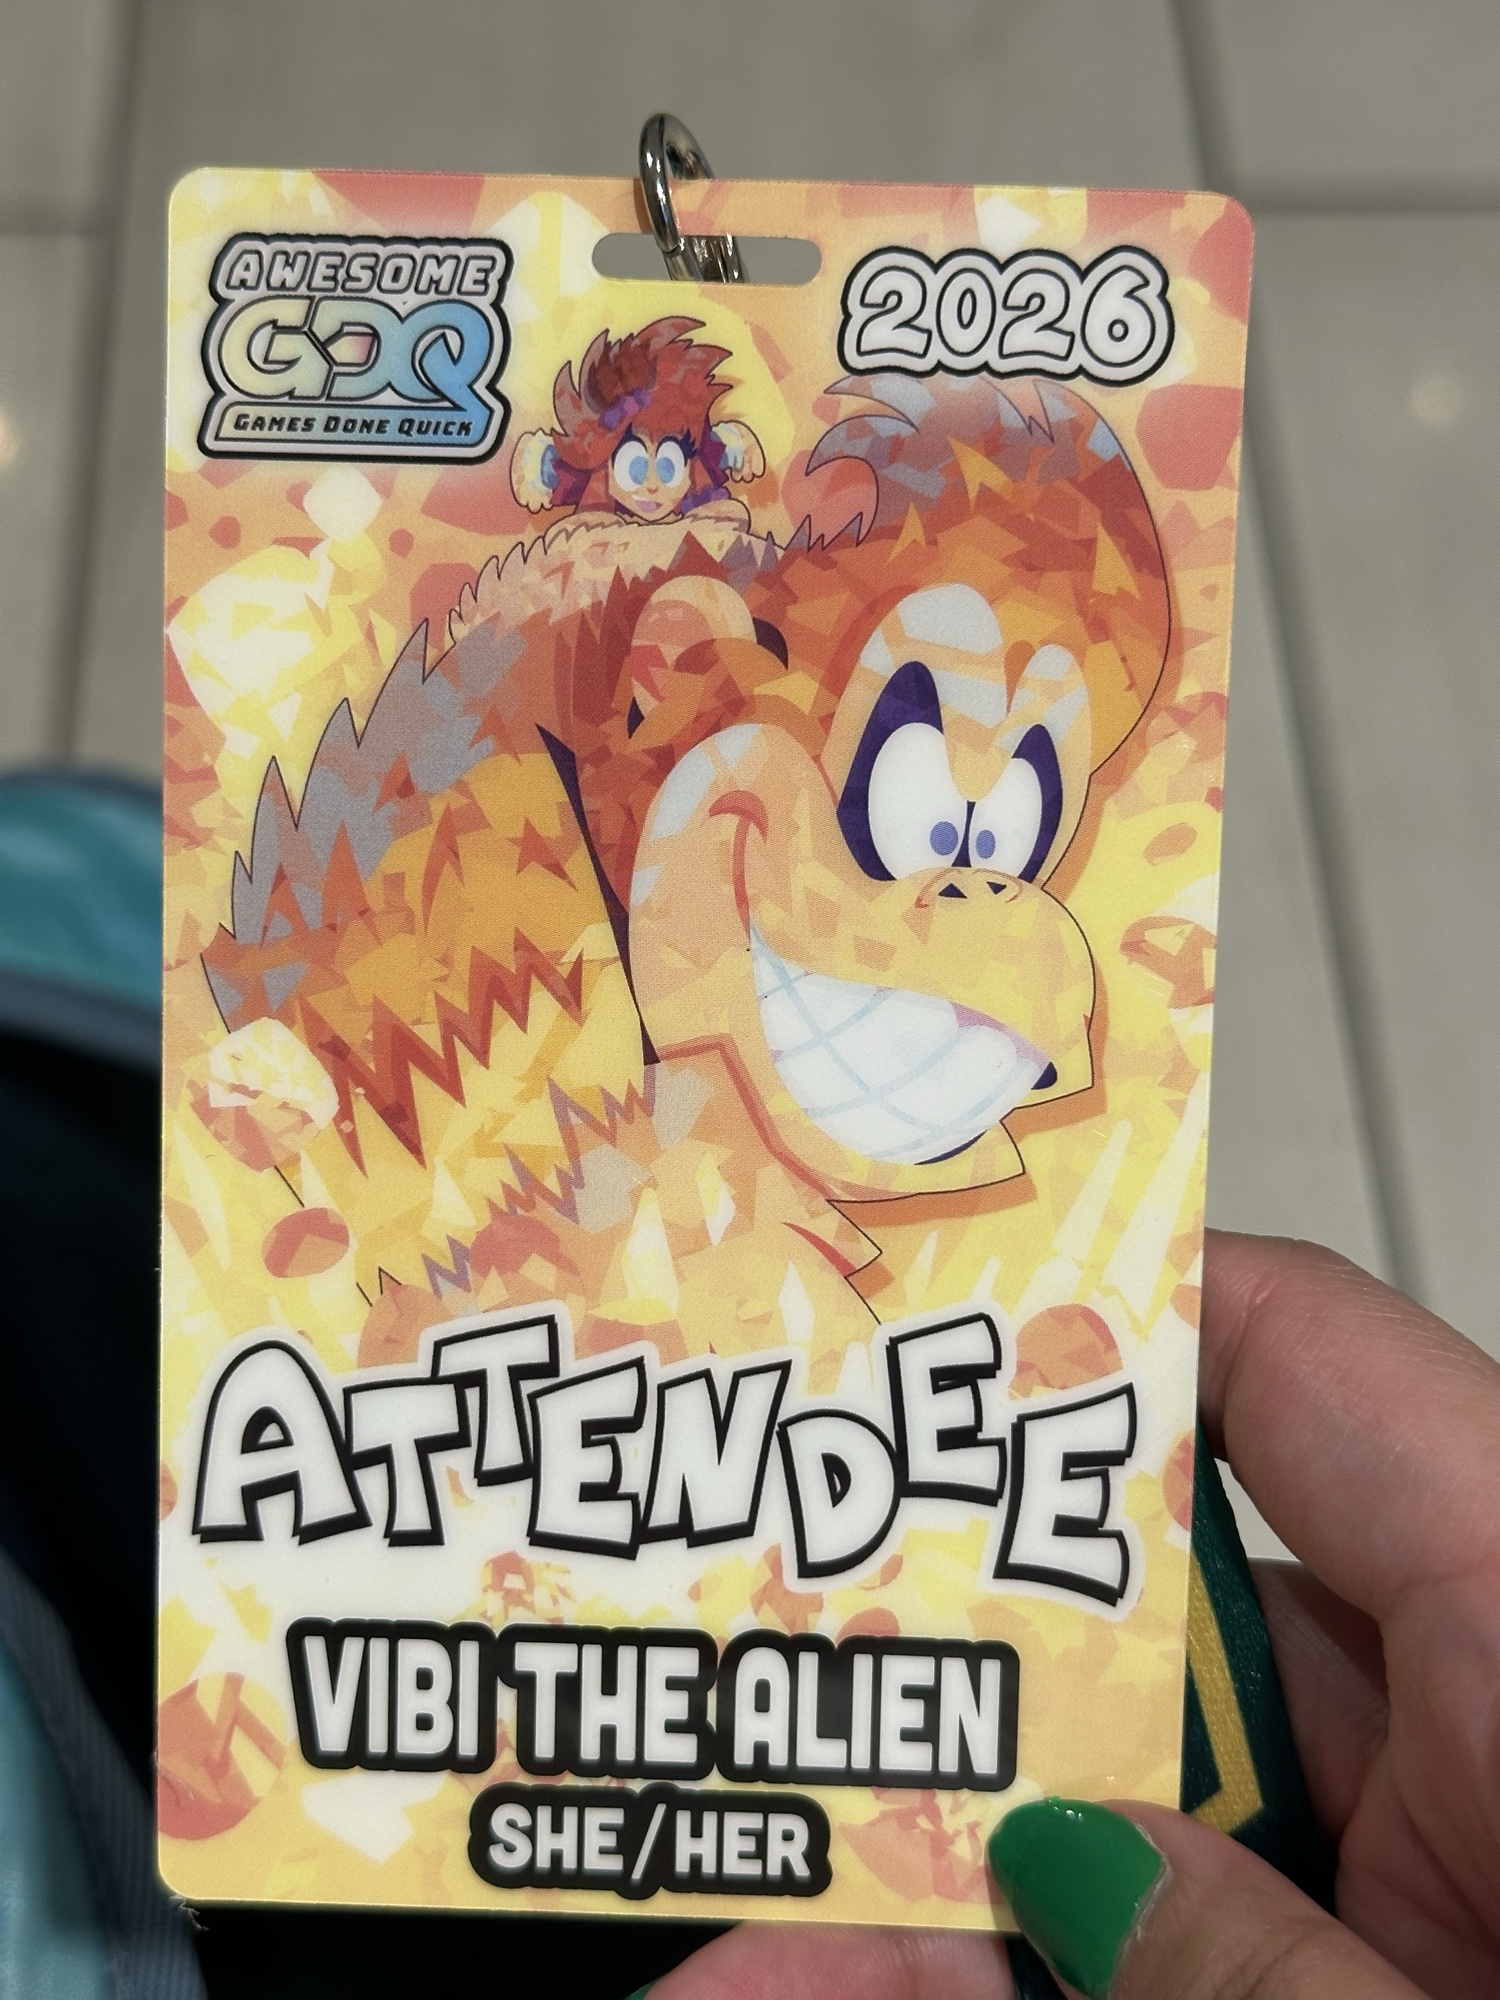 AWESOME
GDQ
GAMES DONE QUICK
2026
ATTENDEE
VIBI THE ALIEN
SHE/HER